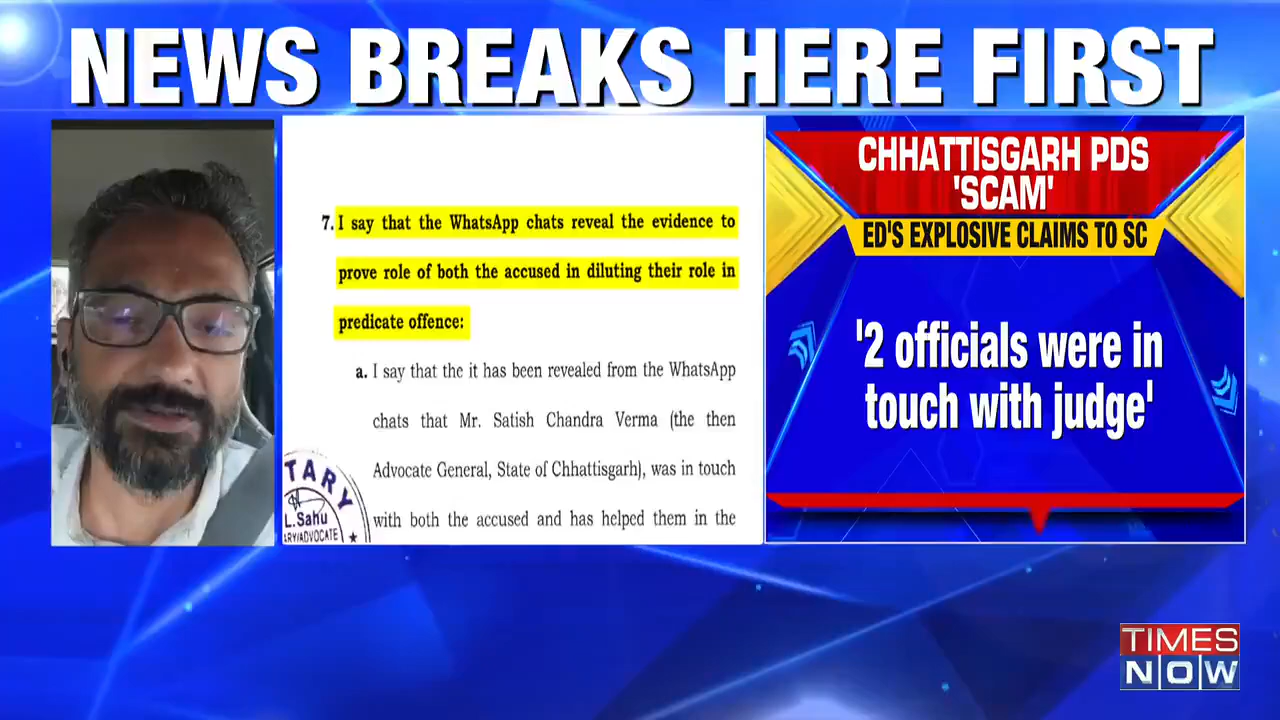 NEWS BREAKS HERE FIRST
7. I say that the WhatsApp chats reveal the evidence to
prove role of both the accused in diluting their role in
predicate offence:
a. I say that the it has been revealed from the WhatsApp
chats that Mr. Satish Chandra Verma (the then
Advocate General, State of Chhattisgarh), was in touch
with both the accused and has helped them in the
TARY
L.Sahu
ARY/ADVOCATE
CHHATTISGARH PDS
'SCAM'
ED'S EXPLOSIVE CLAIMS TO SC
'2 officials were in
touch with judge'
TIMES
NOW